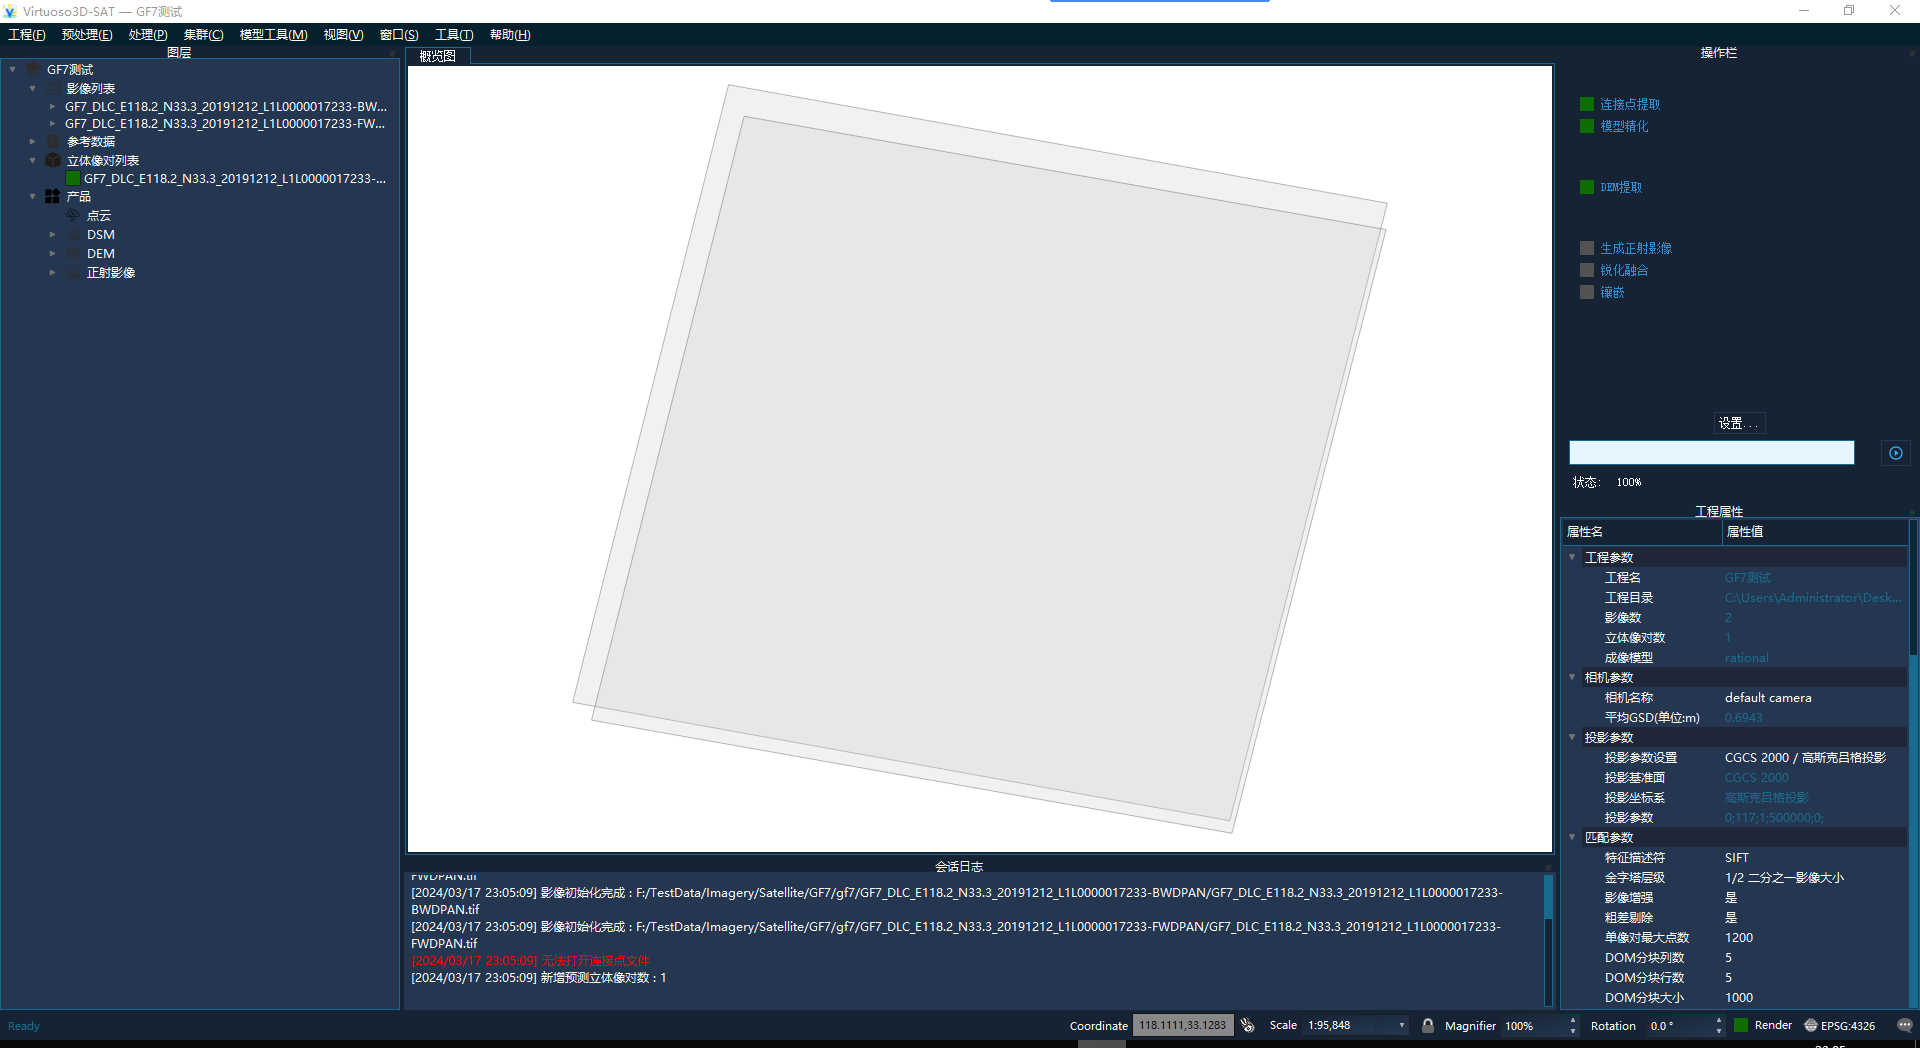 Virtuoso3D-SAT — GF7测试
工程(F) 预处理(E) 处理(P) 集群(C) 模型工具(M) 视图(V) 窗口(S) 工具(T) 帮助(H)
图层
GF7测试
影像列表
GF7_DLC_E118.2_N33.3_20191212_L1L0000017233-BW...
GF7_DLC_E118.2_N33.3_20191212_L1L0000017233-FW...
参考数据
立体像对列表
GF7_DLC_E118.2_N33.3_20191212_L1L0000017233-...
产品
点云
DSM
DEM
正射影像
概览图
会话日志
FWDPAN.tif
[2024/03/17 23:05:09] 影像初始化完成 : F:/TestData/Imagery/Satellite/GF7/gf7/GF7_DLC_E118.2_N33.3_20191212_L1L0000017233-BWDPAN/GF7_DLC_E118.2_N33.3_20191212_L1L0000017233-
BWDPAN.tif
[2024/03/17 23:05:09] 影像初始化完成 : F:/TestData/Imagery/Satellite/GF7/gf7/GF7_DLC_E118.2_N33.3_20191212_L1L0000017233-FWDPAN/GF7_DLC_E118.2_N33.3_20191212_L1L0000017233-
FWDPAN.tif
[2024/03/17 23:05:09] 无法打开连接点文件
[2024/03/17 23:05:09] 新增预测立体像对数 : 1
操作栏
连接点提取
模型精化
DEM提取
生成正射影像
锐化融合
镶嵌
设置...
状态: 100%
工程属性
属性名 属性值
工程参数
工程名 GF7测试
工程目录 C:\Users\Administrator\Desk...
影像数 2
立体像对数 1
成像模型 rational
相机参数
相机名称 default camera
平均GSD(单位:m) 0.6943
投影参数
投影参数设置 CGCS 2000 / 高斯克吕格投影
投影基准面 CGCS 2000
投影坐标系 高斯克吕格投影
投影参数 0;117;1;500000;0;
匹配参数
特征描述符 SIFT
金字塔层级 1/2 二分之一影像大小
影像增强 是
粗差剔除 是
单像对最大点数 1200
DOM分块列数 5
DOM分块行数 5
DOM分块大小 1000
Ready
Coordinate 118.1111,33.1283 Scale 1:95,848 Magnifier 100% Rotation 0.0 ° Render EPSG:4326